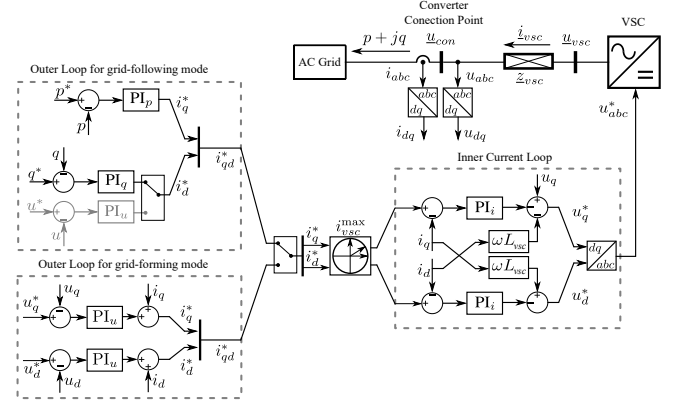 Converter
Conection Point
VSC
p + jq
u_con
i_vsc
u_vsc
AC Grid
z_vsc
i_abc
u_abc
abc
dq
abc
dq
u*_abc
i_dq
u_dq
Outer Loop for grid-following mode
p*
PI_p
i*_q
p
q
i*_qd
q*
PI_q
i*_d
u*
PI_u
u
Inner Current Loop
u_q
PI_i
u*_q
i^max_vsc
i*_q
i*_d
i_q
ωL_vsc
i_d
ωL_vsc
dq
abc
PI_i
u*_d
u_d
Outer Loop for grid-forming mode
u_q
i_q
u*_q
PI_u
i*_q
i*_qd
u*_d
PI_u
i*_d
u_d
i_d